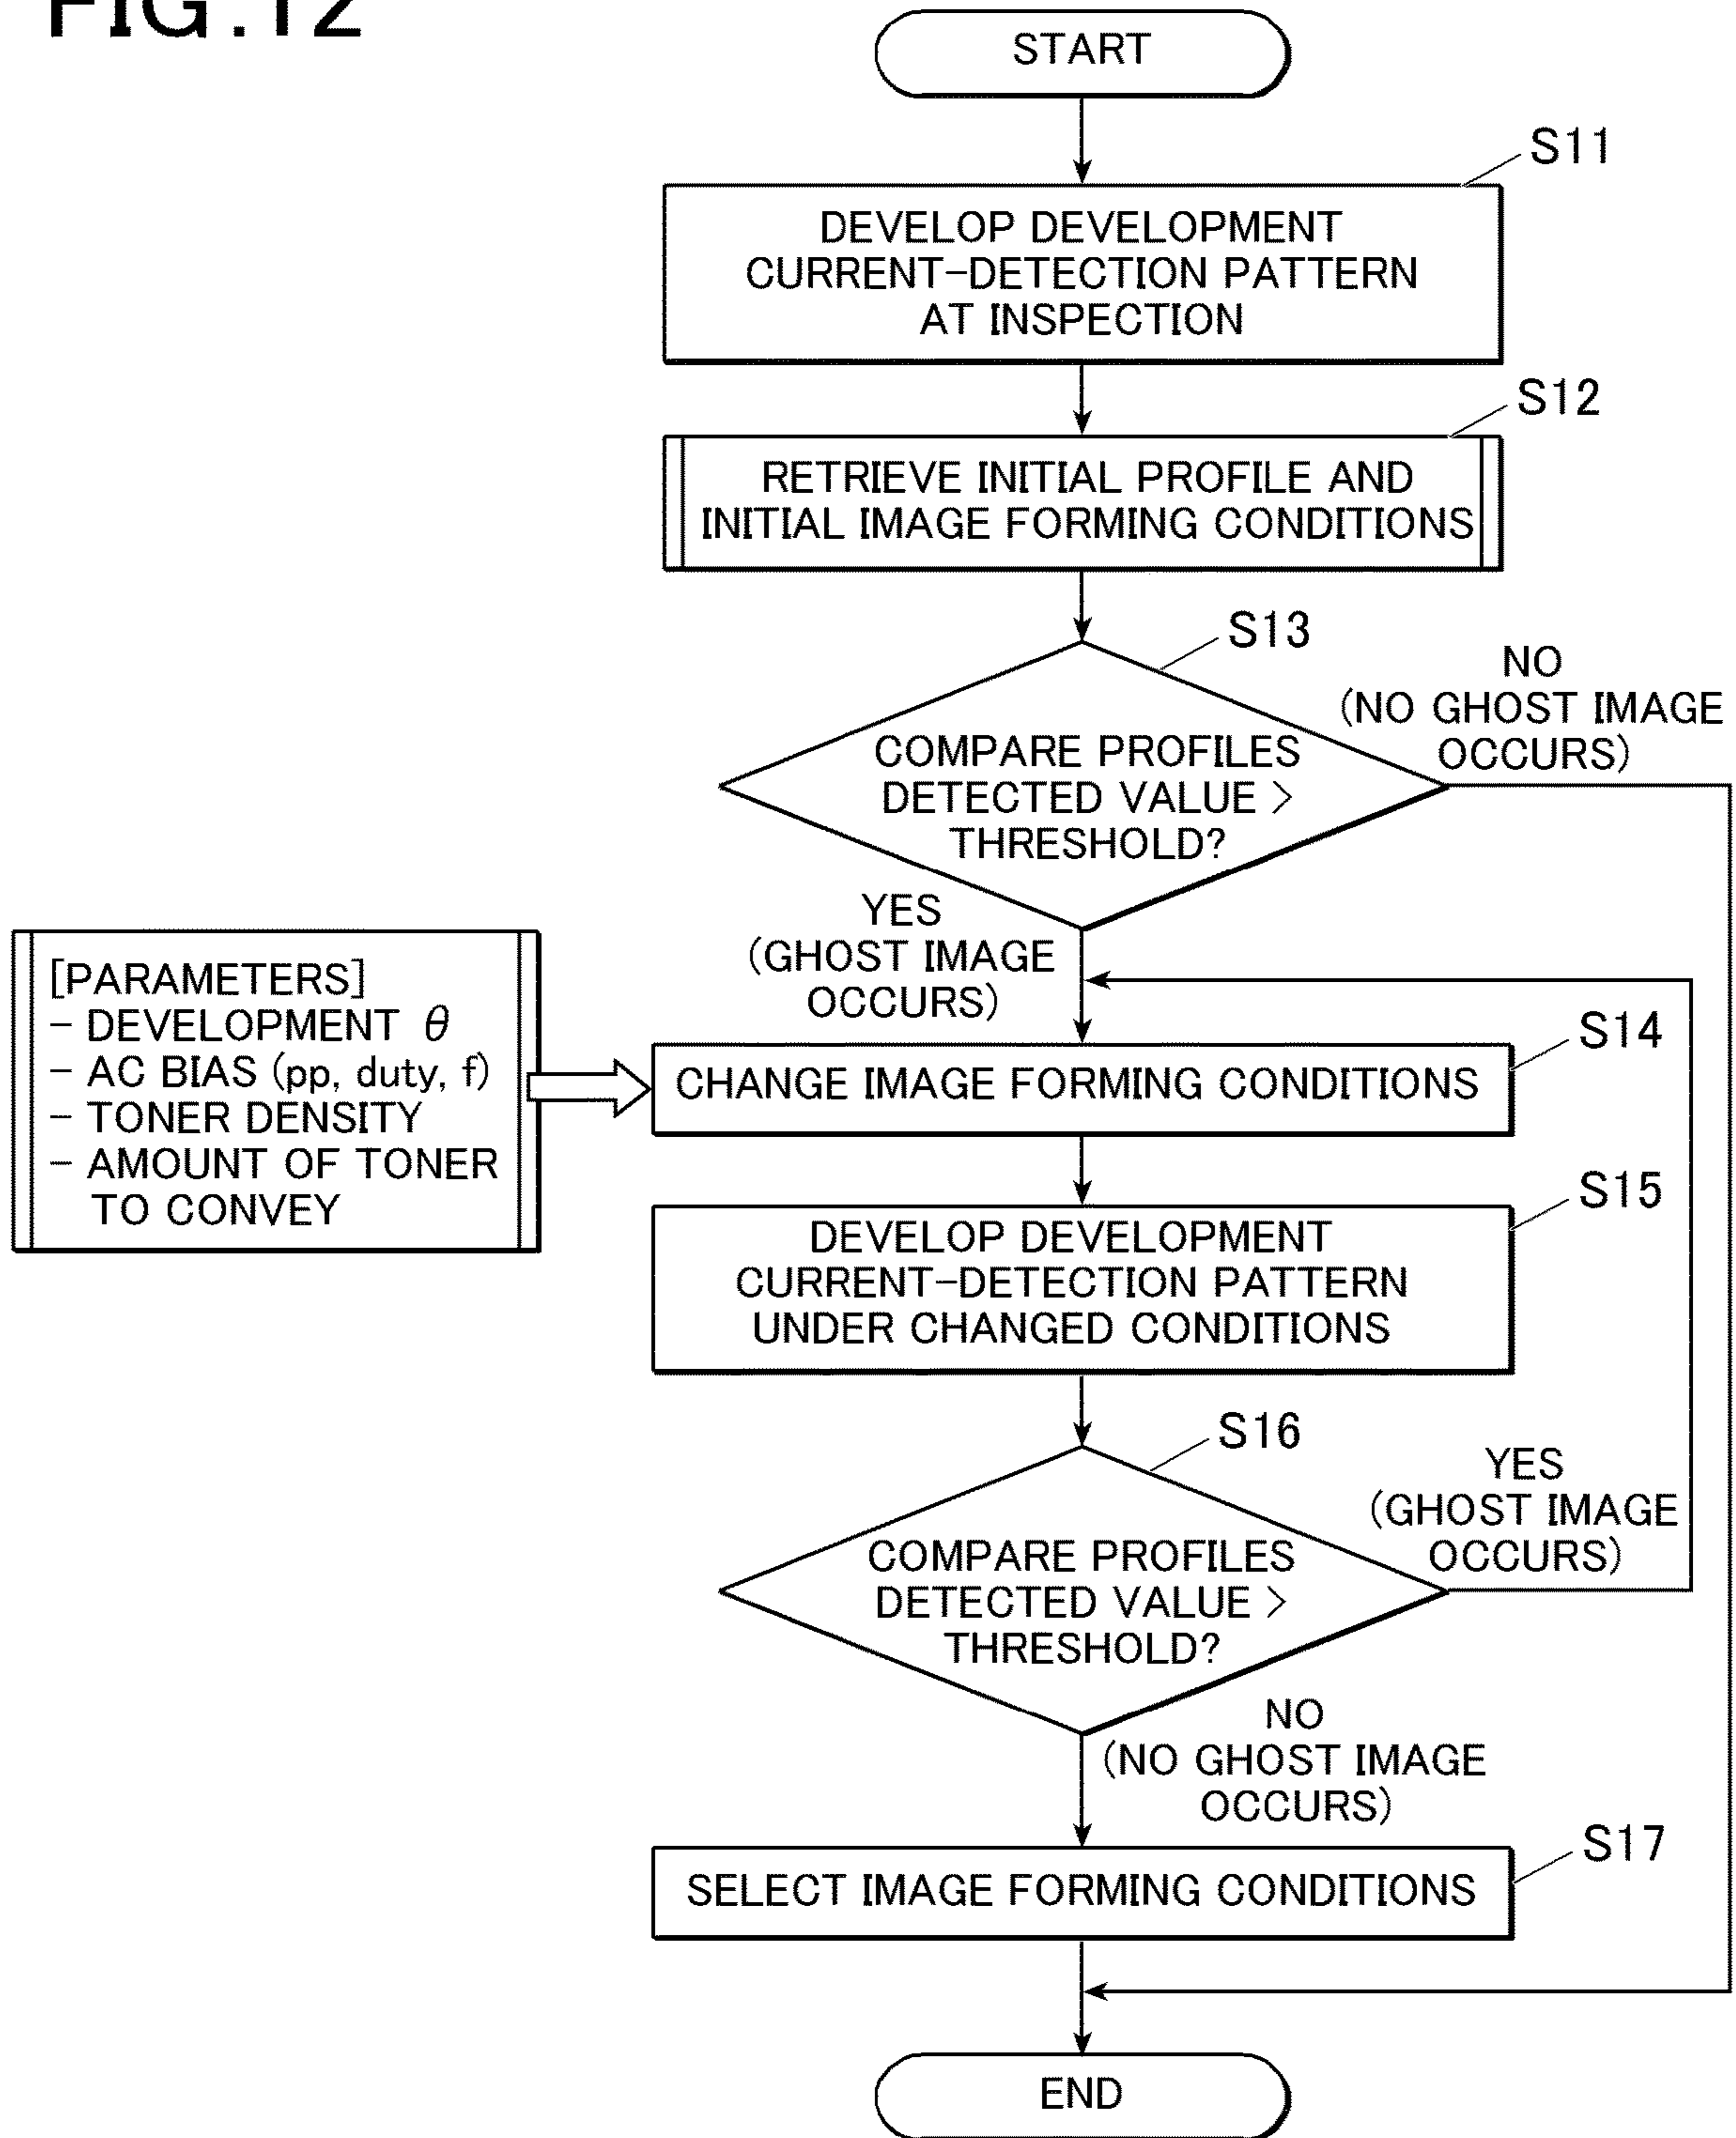 FIG.12
START
S11
DEVELOP DEVELOPMENT
CURRENT-DETECTION PATTERN
AT INSPECTION
S12
RETRIEVE INITIAL PROFILE AND
INITIAL IMAGE FORMING CONDITIONS
S13
COMPARE PROFILES
DETECTED VALUE >
THRESHOLD?
NO
(NO GHOST IMAGE
OCCURS)
YES
(GHOST IMAGE
OCCURS)
[PARAMETERS]
- DEVELOPMENT θ
- AC BIAS (pp, duty, f)
- TONER DENSITY
- AMOUNT OF TONER
TO CONVEY
S14
CHANGE IMAGE FORMING CONDITIONS
S15
DEVELOP DEVELOPMENT
CURRENT-DETECTION PATTERN
UNDER CHANGED CONDITIONS
S16
COMPARE PROFILES
DETECTED VALUE >
THRESHOLD?
YES
(GHOST IMAGE
OCCURS)
NO
(NO GHOST IMAGE
OCCURS)
S17
SELECT IMAGE FORMING CONDITIONS
END